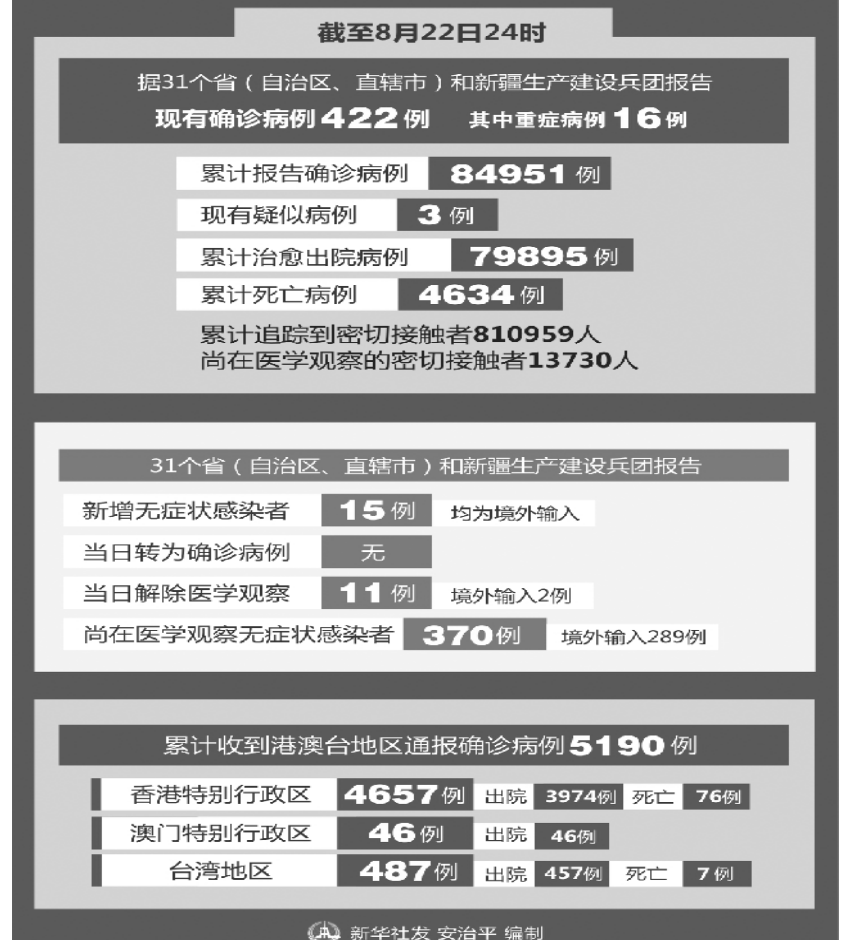 截至8月22日24时
据31个省（自治区、直辖市）和新疆生产建设兵团报告
现有确诊病例422例 其中重症病例16例
累计报告确诊病例 84951例
现有疑似病例 3例
累计治愈出院病例 79895例
累计死亡病例 4634例
累计追踪到密切接触者810959人
尚在医学观察的密切接触者13730人
31个省（自治区、直辖市）和新疆生产建设兵团报告
新增无症状感染者 15例 均为境外输入
当日转为确诊病例 无
当日解除医学观察 11例 境外输入2例
尚在医学观察无症状感染者 370例 境外输入289例
累计收到港澳台地区通报确诊病例5190例
香港特别行政区 4657例 出院 3974例 死亡 76例
澳门特别行政区 46例 出院 46例
台湾地区 487例 出院 457例 死亡 7例
新华社发 安治平 编制